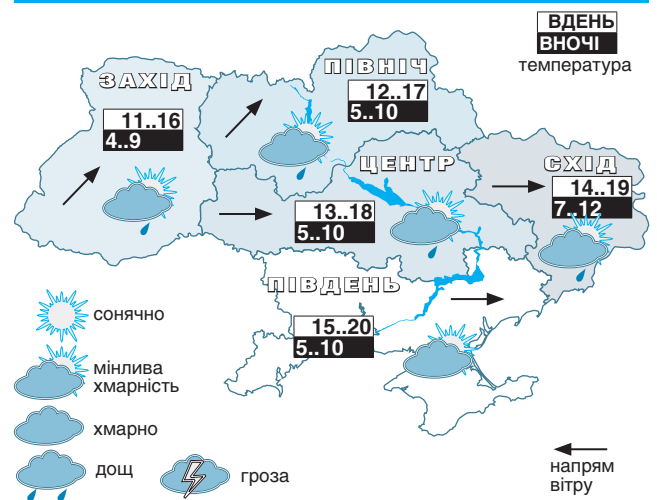 ВДЕНЬ
ВНОЧІ
температура
ЗАХІД
11..16
4..9
ПІВНІЧ
12..17
5..10
ЦЕНТР
13..18
5..10
СХІД
14..19
7..12
ПІВДЕНЬ
15..20
5..10
сонячно
мінлива
хмарність
хмарно
дощ
гроза
напрям
вітру